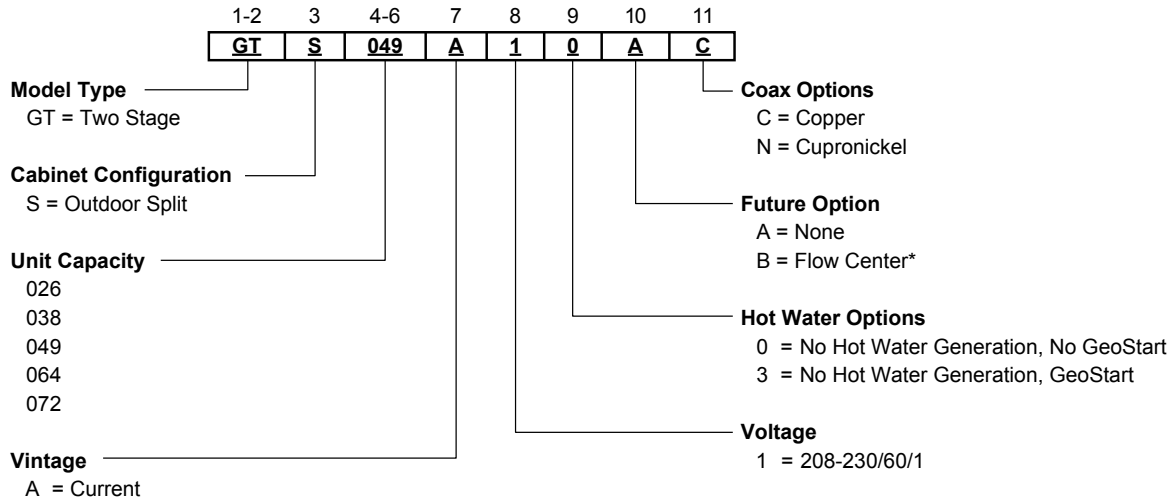 1-2 3 4-6 7 8 9 10 11
GT S 049 A 1 0 A C
Model Type
GT = Two Stage
Cabinet Configuration
S = Outdoor Split
Unit Capacity
026
038
049
064
072
Vintage
A = Current
Coax Options
C = Copper
N = Cupronickel
Future Option
A = None
B = Flow Center*
Hot Water Options
0 = No Hot Water Generation, No GeoStart
3 = No Hot Water Generation, GeoStart
Voltage
1 = 208-230/60/1